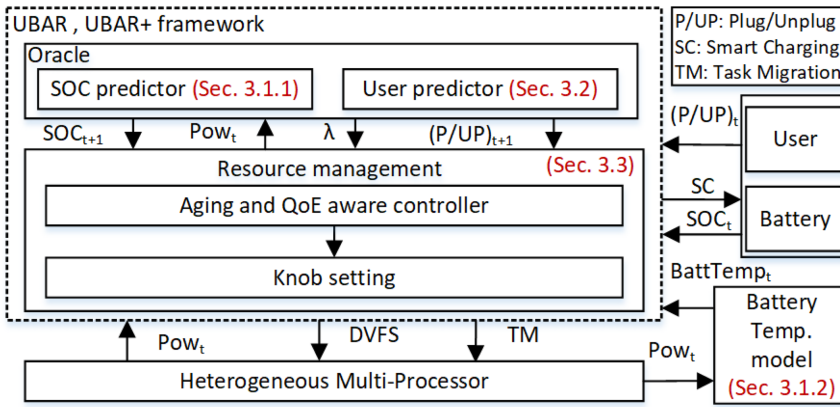 UBAR , UBAR+ framework
Oracle
SOC predictor (Sec. 3.1.1)
User predictor (Sec. 3.2)
SOCt+1
Powt
λ
(P/UP)t+1
Resource management
(Sec. 3.3)
Aging and QoE aware controller
Knob setting
Powt
DVFS
TM
Heterogeneous Multi-Processor
P/UP: Plug/Unplug
SC: Smart Charging
TM: Task Migration
(P/UP)t
User
SC
SOCt
Battery
BattTempt
Powt
Battery
Temp.
model
(Sec. 3.1.2)